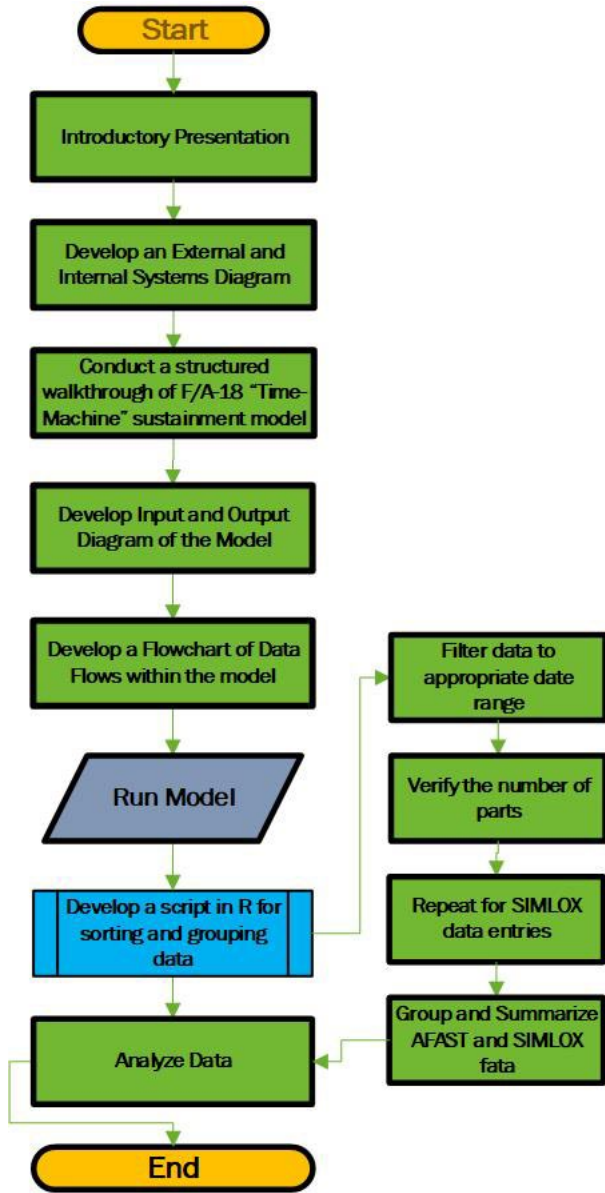 Start
Introductory Presentation
Develop an External and
Internal Systems Diagram
Conduct a structured
walkthrough of F/A-18 “Time-
Machine” sustainment model
Develop Input and Output
Diagram of the Model
Develop a Flowchart of Data
Flows within the model
Run Model
Develop a script in R for
sorting and grouping
data
Filter data to
appropriate date
range
Verify the number of
parts
Repeat for SIMLOX
data entries
Group and Summarize
AFAST and SIMLOX
fata
Analyze Data
End